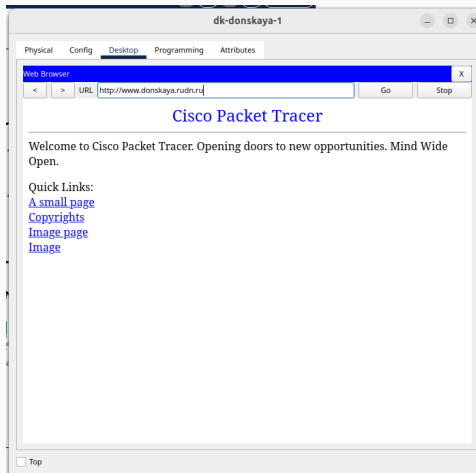 dk-donskaya-1
Physical Config Desktop Programming Attributes
Web Browser X
< > URL http://www.donskaya.rudn.ru Go Stop
Cisco Packet Tracer
Welcome to Cisco Packet Tracer. Opening doors to new opportunities. Mind Wide
Open.
Quick Links:
A small page
Copyrights
Image page
Image
Top